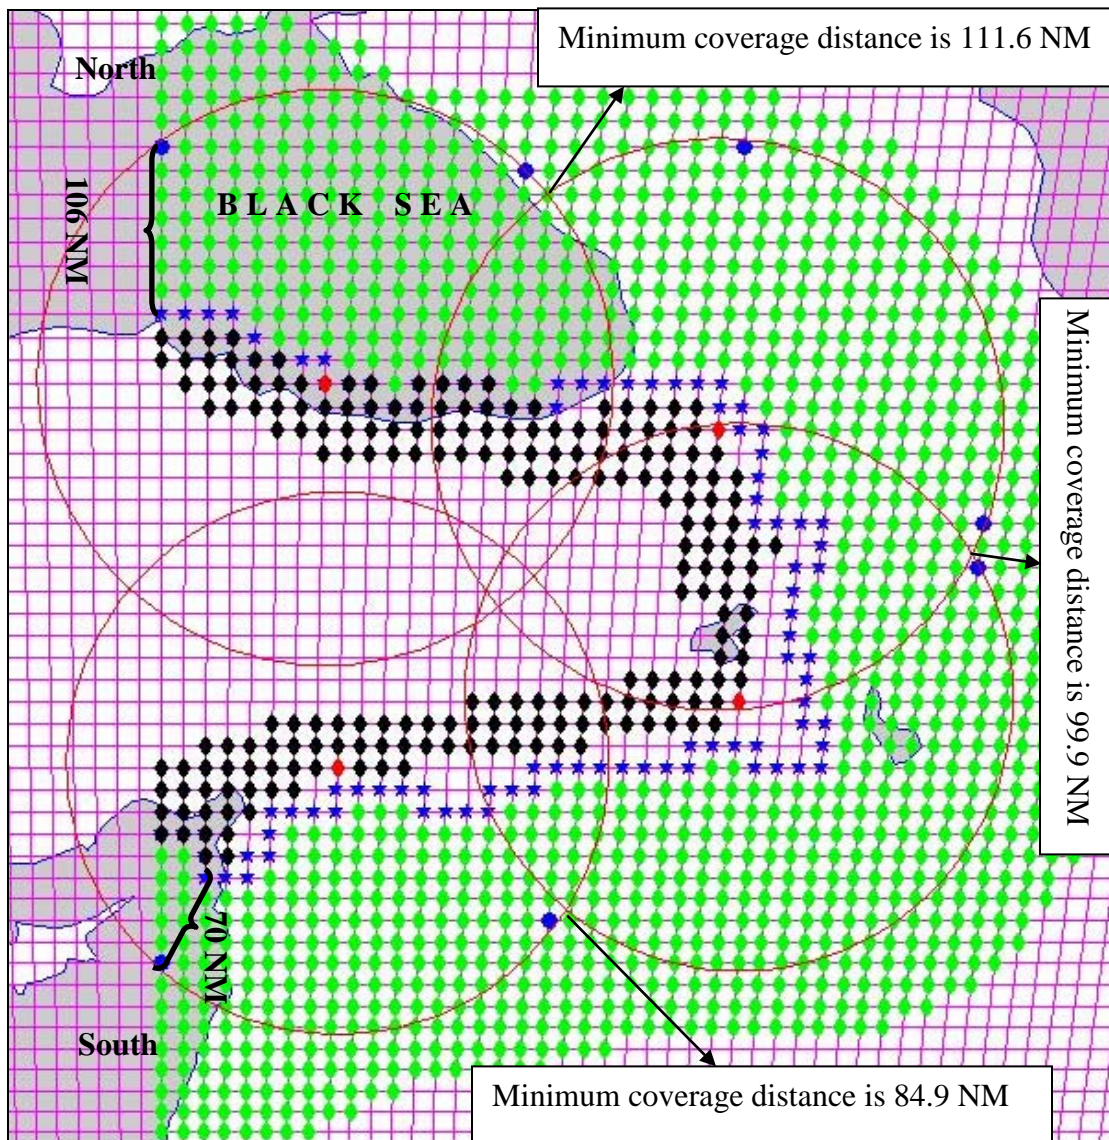 Minimum coverage distance is 111.6 NM
North
BLACK SEA
106 NM
Minimum coverage distance is 99.9 NM
70 NM
South
Minimum coverage distance is 84.9 NM